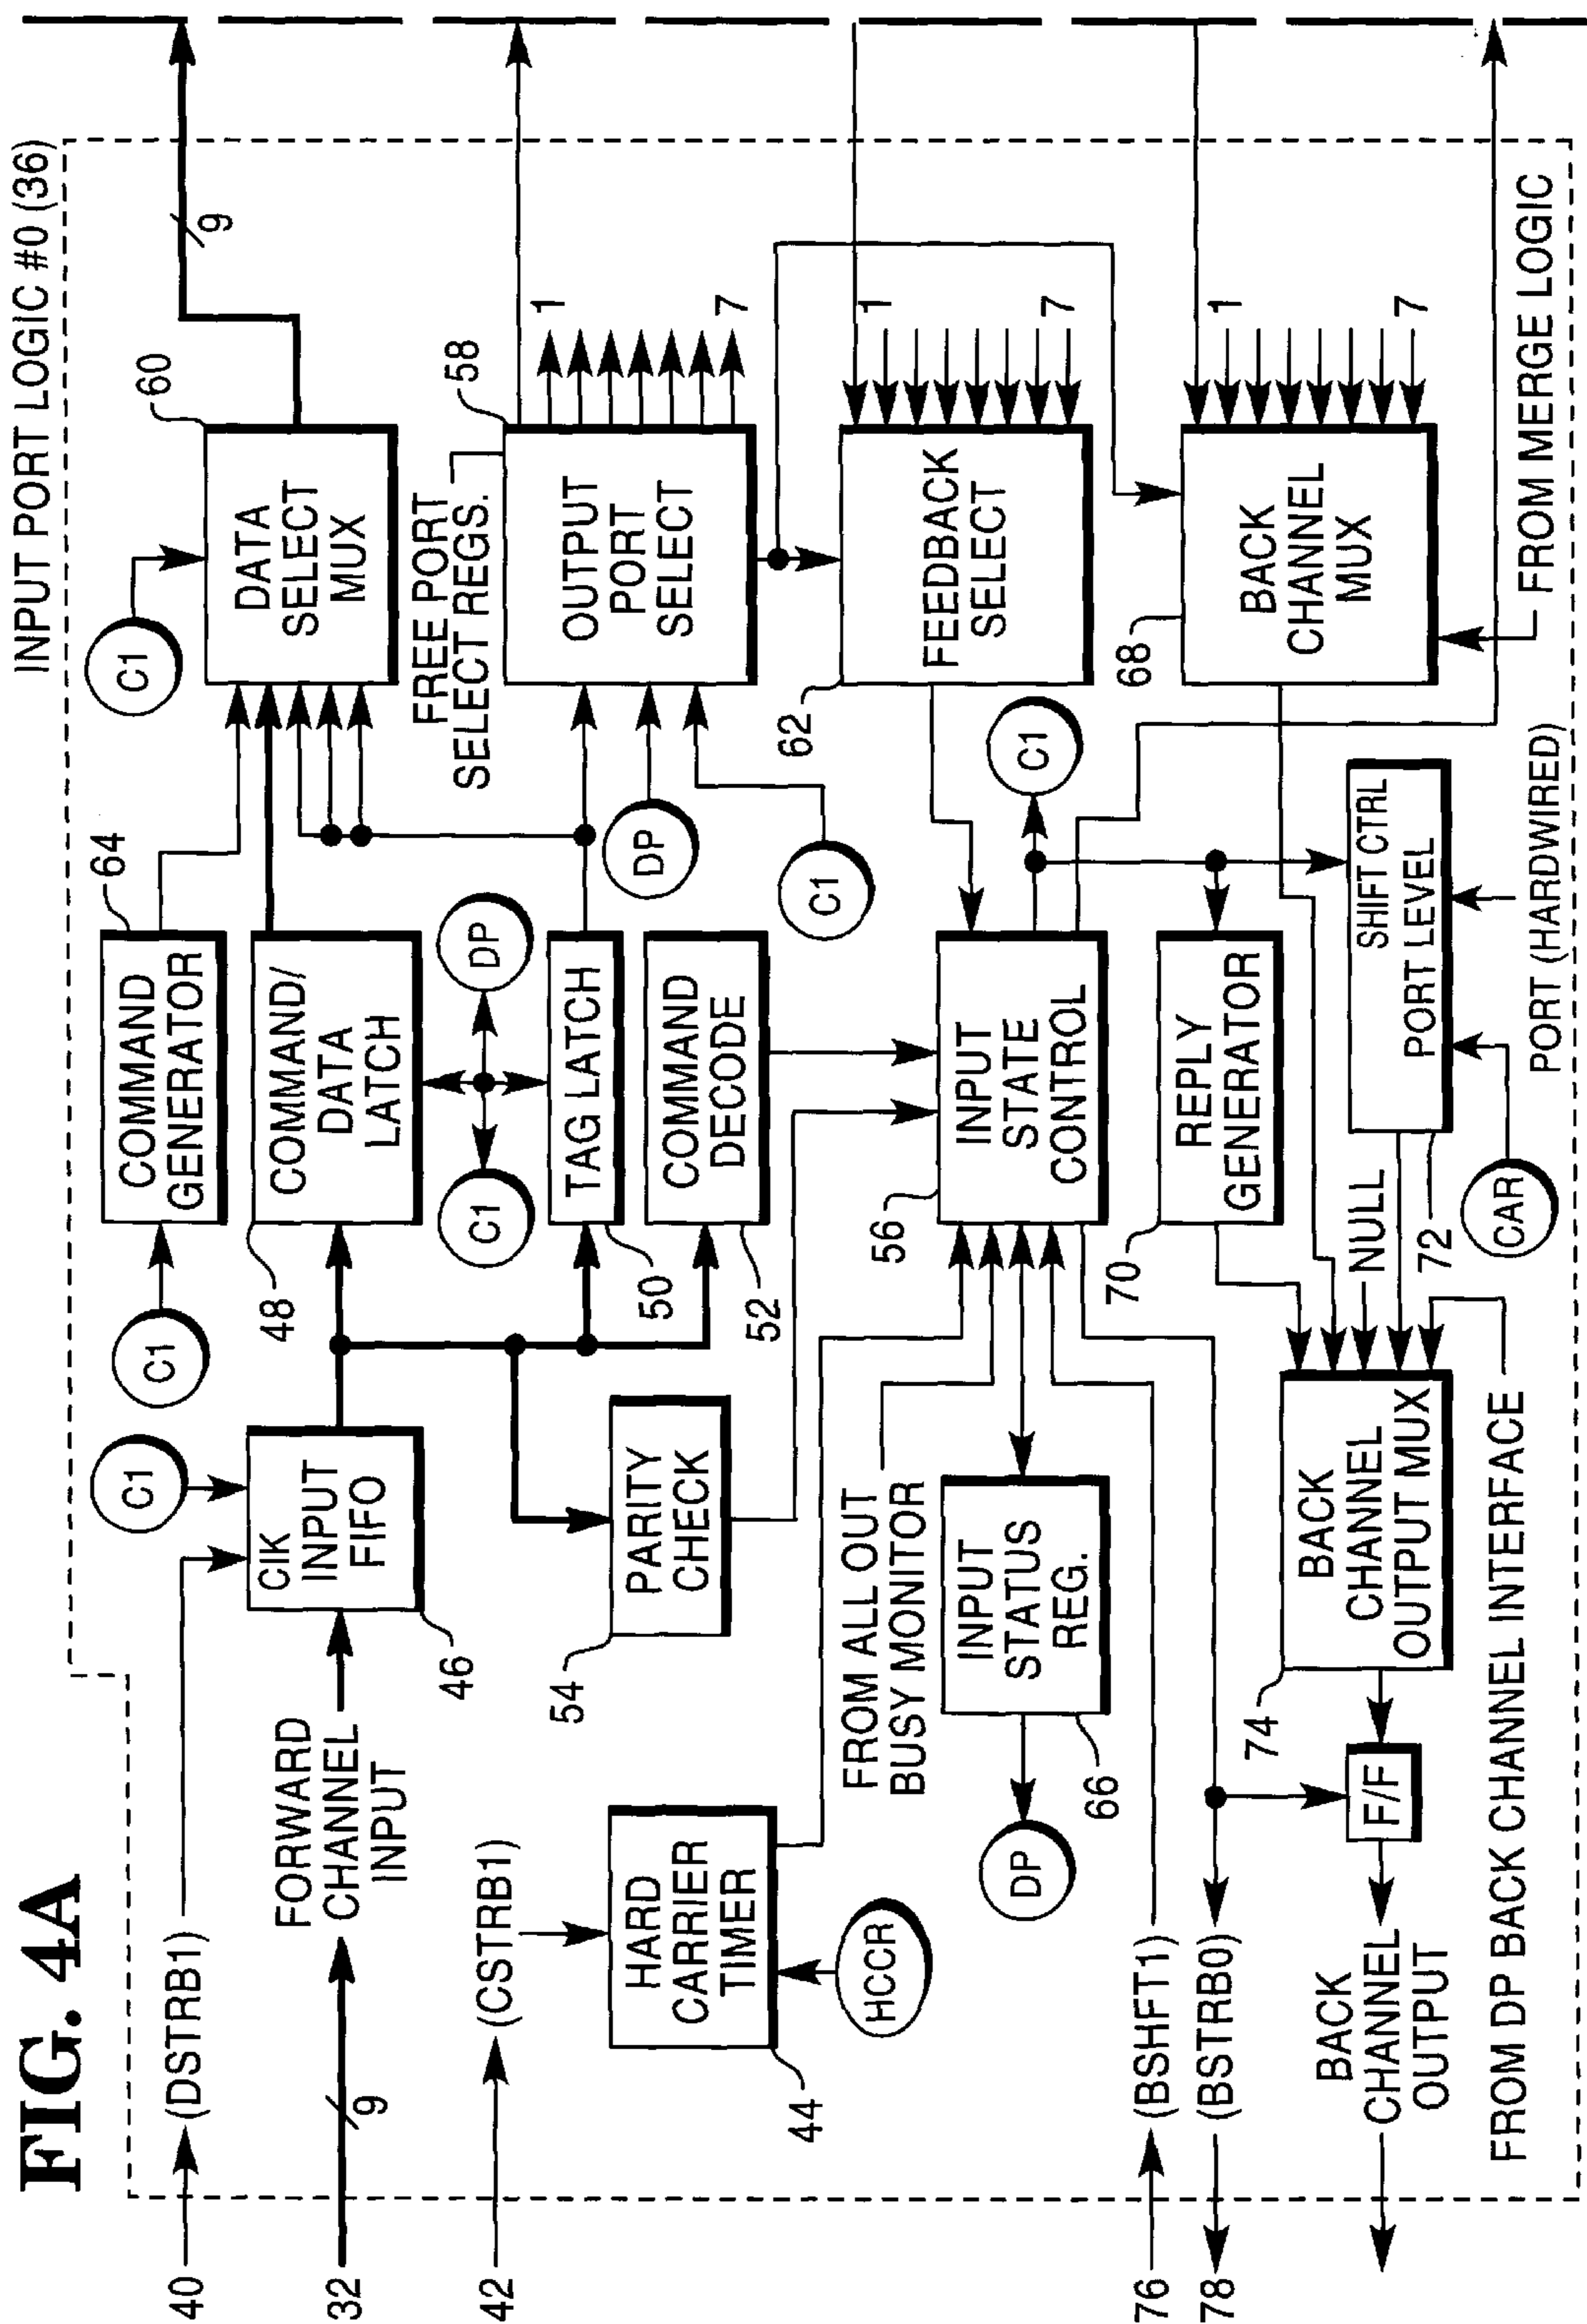 FIG. 4A
INPUT PORT LOGIC #0 (36)
40
(DSTRB1)
32
9
FORWARD
CHANNEL
INPUT
42
(CSTRB1)
C1
CIK
INPUT
FIFO
46
C1
COMMAND
GENERATOR
64
COMMAND/
DATA
LATCH
48
C1
DP
TAG LATCH
50
COMMAND
DECODE
52
PARITY
CHECK
54
C1
DATA
SELECT
MUX
60
9
FREE PORT
SELECT REGS.
58
OUTPUT
PORT
SELECT
1
7
DP
C1
HARD
CARRIER
TIMER
44
HCCR
FROM ALL OUT
BUSY MONITOR
INPUT
STATUS
REG.
66
DP
INPUT
STATE
CONTROL
56
C1
FEEDBACK
SELECT
62
1
7
BACK
CHANNEL
MUX
68
1
7
FROM MERGE LOGIC
REPLY
GENERATOR
70
SHIFT CTRL
PORT LEVEL
72
CAR
PORT (HARDWIRED)
NULL
76
(BSHFT1)
78
(BSTRB0)
BACK
CHANNEL
OUTPUT MUX
74
F/F
BACK
CHANNEL
OUTPUT
FROM DP BACK CHANNEL INTERFACE